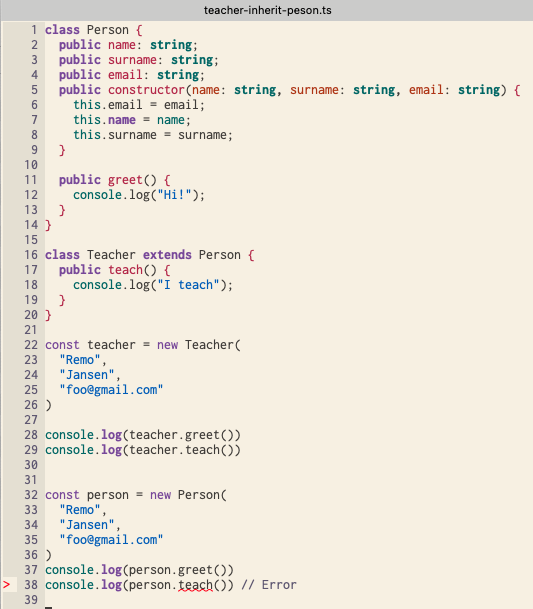 teacher-inherit-peson.ts
1 class Person {
2   public name: string;
3   public surname: string;
4   public email: string;
5   public constructor(name: string, surname: string, email: string) {
6     this.email = email;
7     this.name = name;
8     this.surname = surname;
9   }
10
11   public greet() {
12     console.log("Hi!");
13   }
14 }
15
16 class Teacher extends Person {
17   public teach() {
18     console.log("I teach");
19   }
20 }
21
22 const teacher = new Teacher(
23   "Remo",
24   "Jansen",
25   "foo@gmail.com"
26 )
27
28 console.log(teacher.greet())
29 console.log(teacher.teach())
30
31
32 const person = new Person(
33   "Remo",
34   "Jansen",
35   "foo@gmail.com"
36 )
37 console.log(person.greet())
> 38 console.log(person.teach()) // Error
39